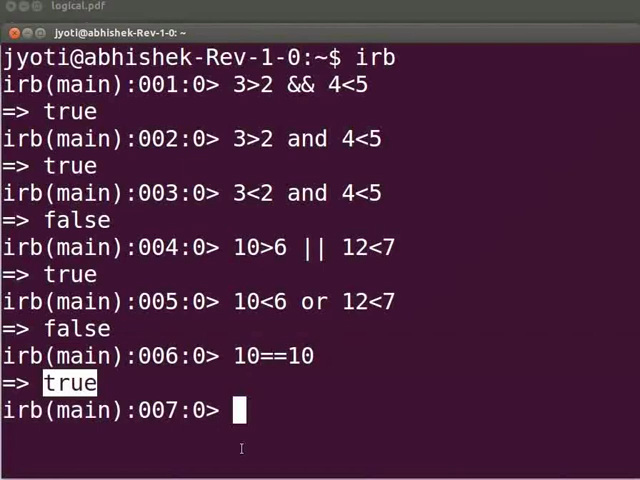 logical.pdf
jyoti@abhishek-Rev-1-0: ~
jyoti@abhishek-Rev-1-0:~$ irb
irb(main):001:0> 3>2 && 4<5
=> true
irb(main):002:0> 3>2 and 4<5
=> true
irb(main):003:0> 3<2 and 4<5
=> false
irb(main):004:0> 10>6 || 12<7
=> true
irb(main):005:0> 10<6 or 12<7
=> false
irb(main):006:0> 10==10
=> true
irb(main):007:0>